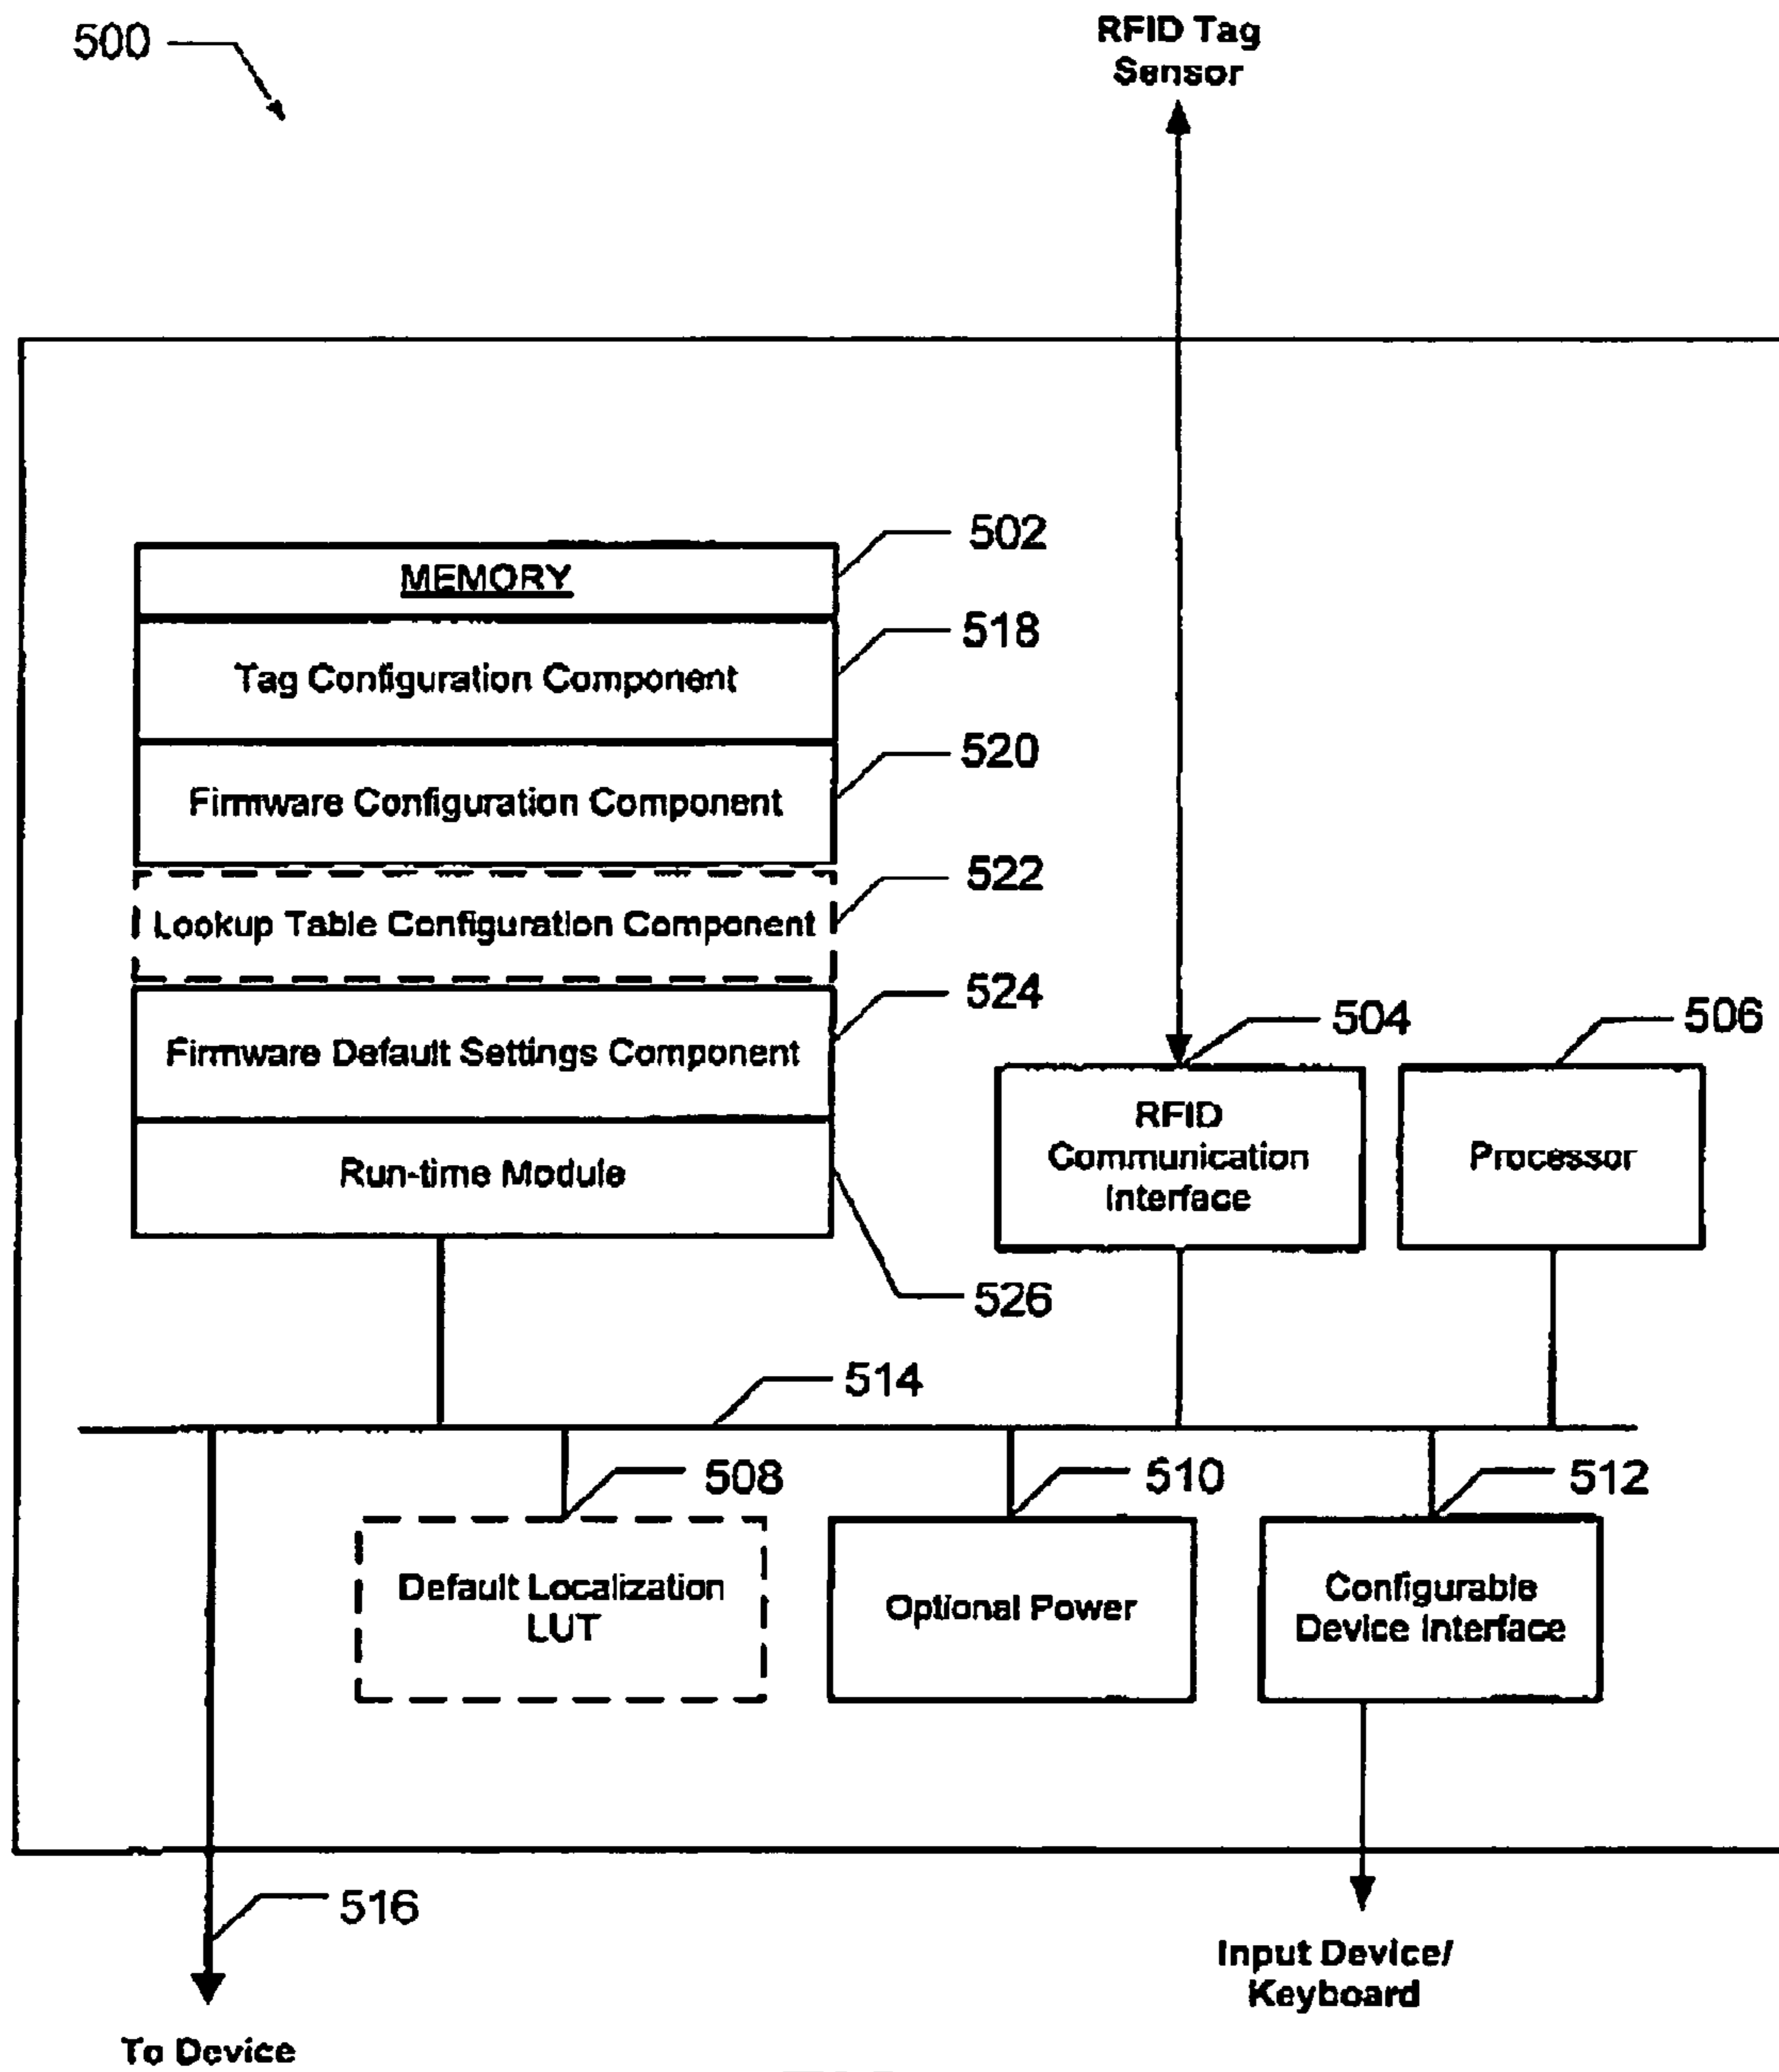 500
RFID Tag
Sensor
502
MEMORY
518
Tag Configuration Component
520
Firmware Configuration Component
522
Lookup Table Configuration Component
524
Firmware Default Settings Component
504
506
RFID
Communication
Interface
Processor
Run-time Module
526
514
508
510
512
Default Localization
LUT
Optional Power
Configurable
Device Interface
516
Input Device/
Keyboard
To Device